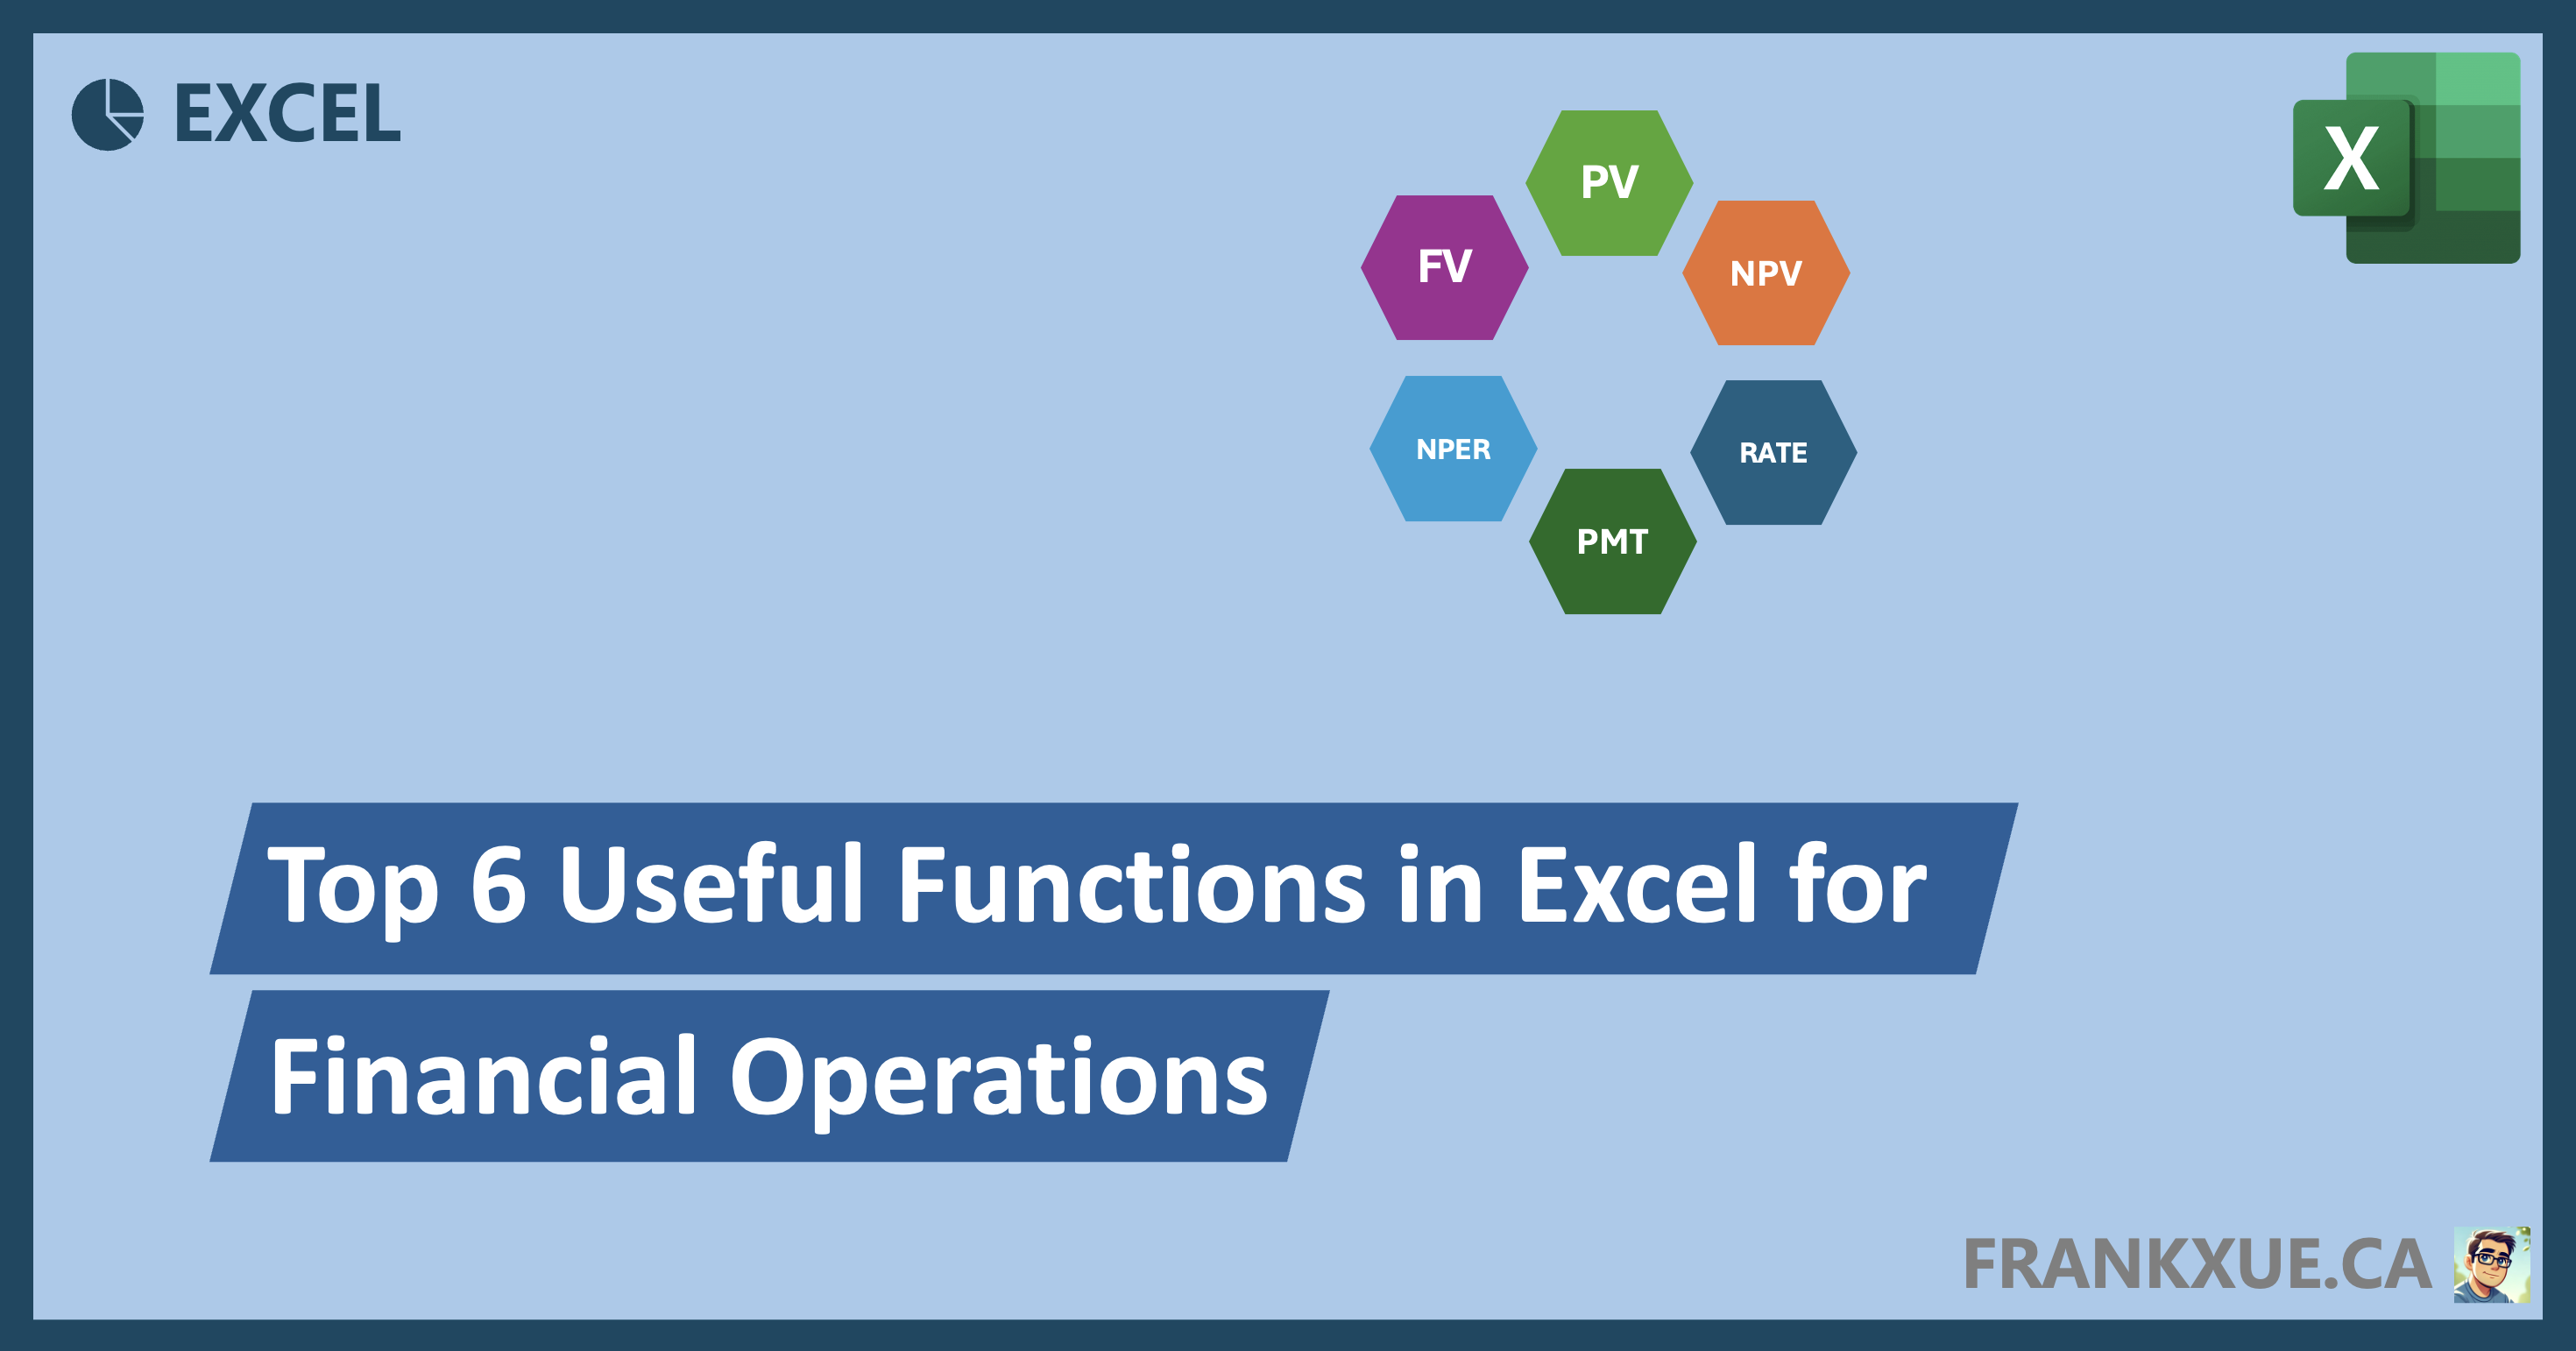 EXCEL
PV
FV
NPV
X
NPER
RATE
PMT
Top 6 Useful Functions in Excel for
Financial Operations
FRANKXUE.CA